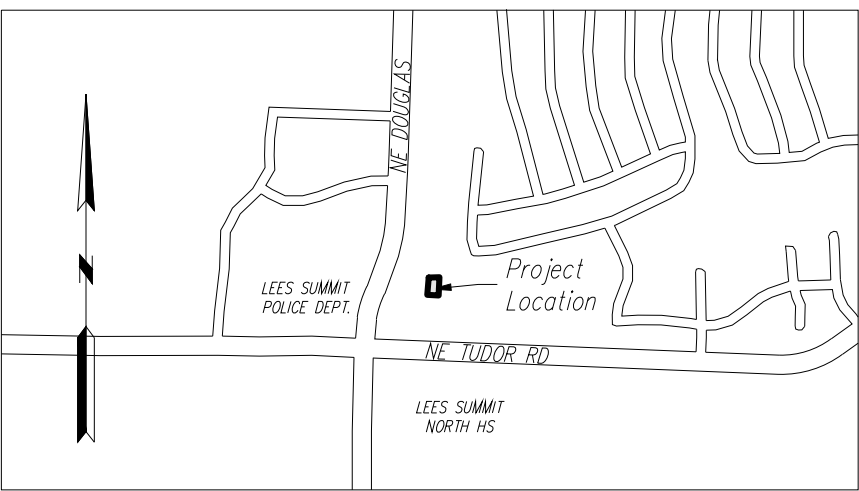 NE DOUGLAS
N
LEES SUMMIT
POLICE DEPT.
Project
Location
NE TUDOR RD
LEES SUMMIT
NORTH HS